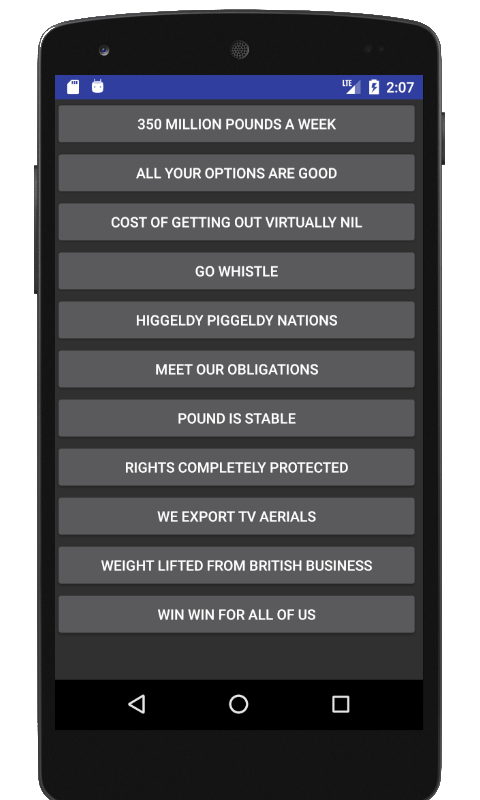 LTE 2:07
350 MILLION POUNDS A WEEK
ALL YOUR OPTIONS ARE GOOD
COST OF GETTING OUT VIRTUALLY NIL
GO WHISTLE
HIGGELDY PIGGELDY NATIONS
MEET OUR OBLIGATIONS
POUND IS STABLE
RIGHTS COMPLETELY PROTECTED
WE EXPORT TV AERIALS
WEIGHT LIFTED FROM BRITISH BUSINESS
WIN WIN FOR ALL OF US